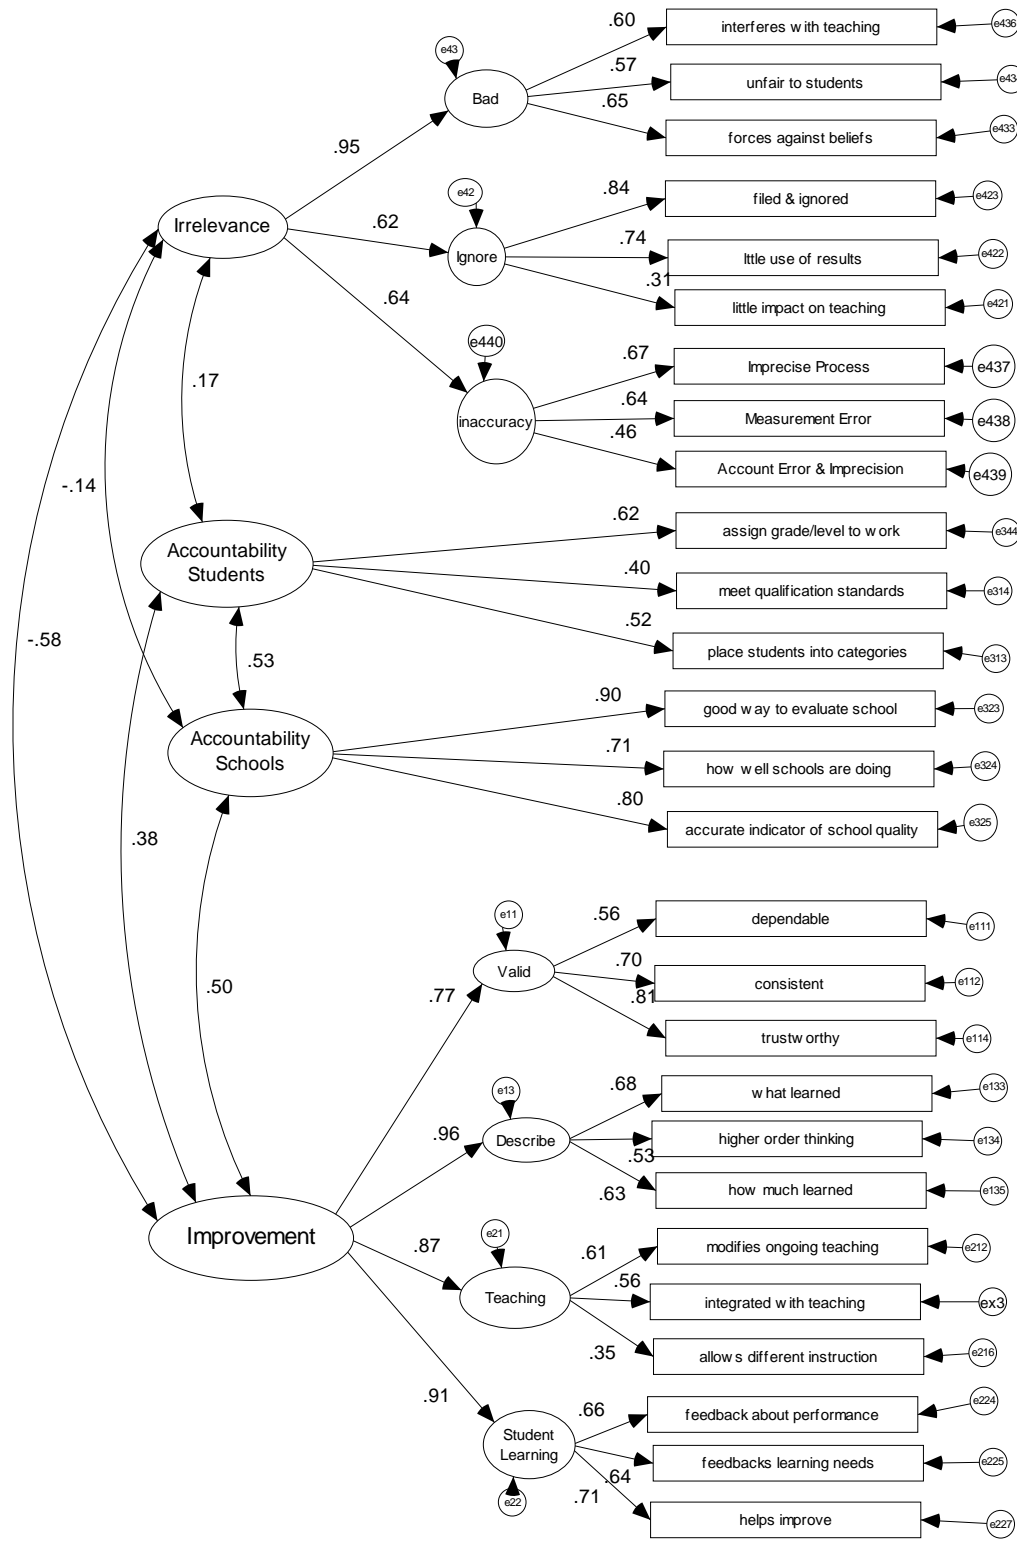 .60
interferes with teaching
e436
e43
.57
unfair to students
e434
Bad
.65
forces against beliefs
e433
.95
.84
filed & ignored
e423
e42
Irrelevance
.62
.74
lttle use of results
e422
Ignore
.31
little impact on teaching
e421
.64
e440
.67
Imprecise Process
e437
.17
.64
Measurement Error
e438
inaccuracy
.46
Account Error & Imprecision
e439
-.14
.62
assign grade/level to work
e344
Accountability
Students
.40
meet qualification standards
e314
.52
place students into categories
e313
-.58
.53
.90
good way to evaluate school
e323
Accountability
Schools
.71
how well schools are doing
e324
.80
accurate indicator of school quality
e325
.38
e11
.56
dependable
e111
Valid
.70
consistent
e112
.50
.77
.81
trustworthy
e114
e13
.68
what learned
e133
.96
Describe
higher order thinking
e134
.53
.63
how much learned
e135
Improvement
e21
.87
.61
modifies ongoing teaching
e212
Teaching
.56
integrated with teaching
ex3
.35
allows different instruction
e216
.91
.66
feedback about performance
e224
Student
Learning
feedbacks learning needs
e225
.64
e22
.71
helps improve
e227